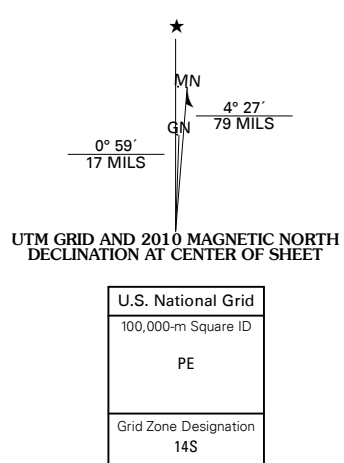 ★
MN
4° 27´
79 MILS
GN
0° 59´
17 MILS
UTM GRID AND 2010 MAGNETIC NORTH
DECLINATION AT CENTER OF SHEET
U.S. National Grid
100,000-m Square ID
PE
Grid Zone Designation
14S